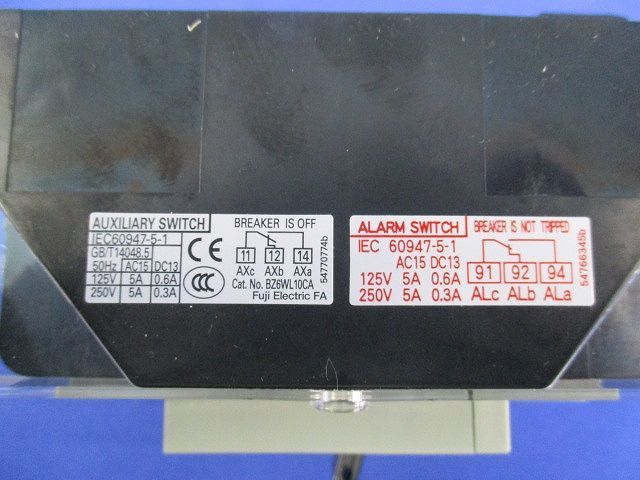 AUXILIARY SWITCH
IEC60947-5-1
GB/T14048.5
50Hz AC15 DC13
125V 5A 0.6A
250V 5A 0.3A
CE
CCC
BREAKER IS OFF
11 12 14
AXc AXb AXa
Cat. No. BZ6WL10CA
Fuji Electric FA
54770774b
ALARM SWITCH
BREAKER IS NOT TRIPPED
IEC 60947-5-1
AC15 DC13
125V 5A 0.6A
250V 5A 0.3A
91 92 94
ALc ALb ALa
54766345b